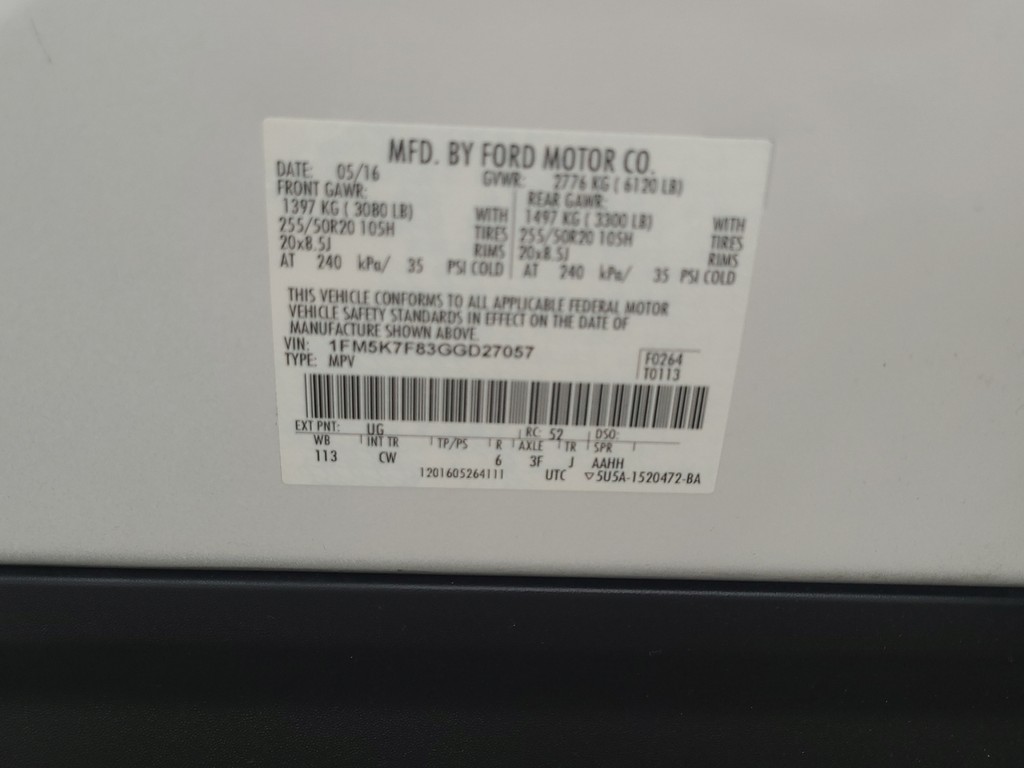 MFD. BY FORD MOTOR CO.
DATE: 05/16 GVWR: 2776 KG ( 6120 LB)
FRONT GAWR: REAR GAWR:
1397 KG ( 3080 LB) WITH 1497 KG ( 3300 LB) WITH
255/50R20 105H TIRES 255/50R20 105H TIRES
20x8.5J RIMS 20x8.5J RIMS
AT 240 kPa/ 35 PSI COLD AT 240 kPa/ 35 PSI COLD
THIS VEHICLE CONFORMS TO ALL APPLICABLE FEDERAL MOTOR
VEHICLE SAFETY STANDARDS IN EFFECT ON THE DATE OF
MANUFACTURE SHOWN ABOVE.
VIN: 1FM5K7F83GGD27057 F0264
TYPE: MPV T0113
EXT PNT: UG RC: 52 DSO:
WB INT TR TP/PS R AXLE TR SPR
113 CW 6 3F J AAHH
1201605264111 UTC ▽5U5A-1520472-BA